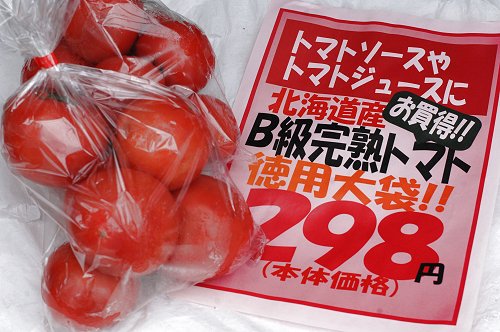 トマトソースや
トマトジュースに
北海道産
お買得!!
B級完熟トマト
徳用大袋!!
298円
(本体価格)